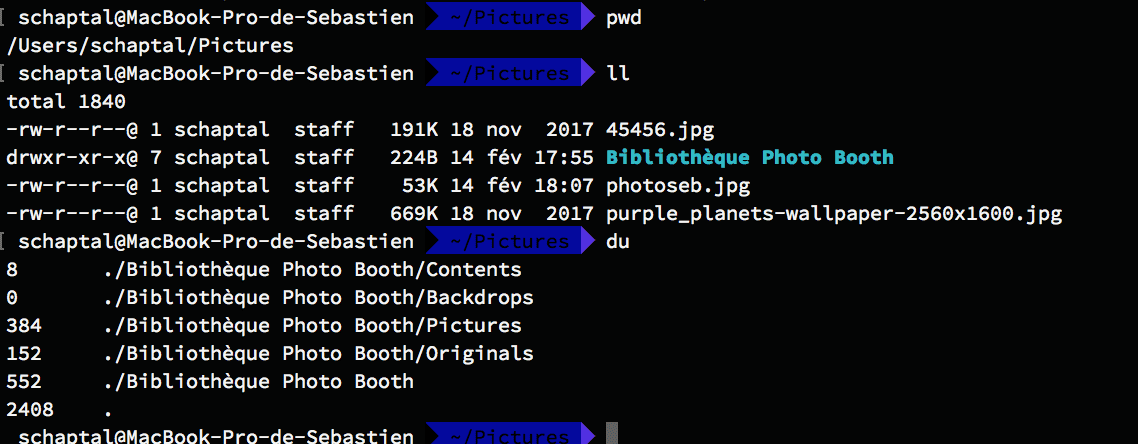 schaptal@MacBook-Pro-de-Sebastien ~/Pictures pwd
/Users/schaptal/Pictures
schaptal@MacBook-Pro-de-Sebastien ~/Pictures ll
total 1840
-rw-r--r--@ 1 schaptal  staff   191K 18 nov  2017 45456.jpg
drwxr-xr-x@ 7 schaptal  staff   224B 14 fév 17:55 Bibliothèque Photo Booth
-rw-r--r--@ 1 schaptal  staff    53K 14 fév 18:07 photoseb.jpg
-rw-r--r--@ 1 schaptal  staff   669K 18 nov  2017 purple_planets-wallpaper-2560x1600.jpg
schaptal@MacBook-Pro-de-Sebastien ~/Pictures du
8       ./Bibliothèque Photo Booth/Contents
0       ./Bibliothèque Photo Booth/Backdrops
384     ./Bibliothèque Photo Booth/Pictures
152     ./Bibliothèque Photo Booth/Originals
552     ./Bibliothèque Photo Booth
2408    .
schaptal@MacBook-Pro-de-Sebastien ~/Pictures